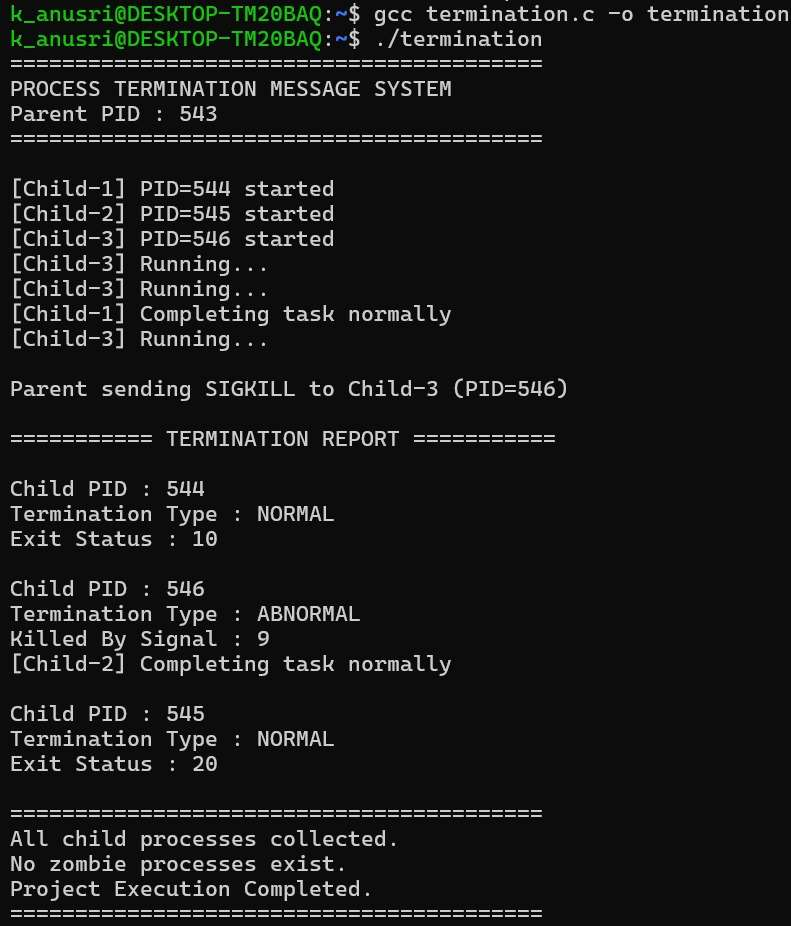 k_anusri@DESKTOP-TM20BAQ:~$ gcc termination.c -o termination
k_anusri@DESKTOP-TM20BAQ:~$ ./termination
=========================================
PROCESS TERMINATION MESSAGE SYSTEM
Parent PID : 543
=========================================
[Child-1] PID=544 started
[Child-2] PID=545 started
[Child-3] PID=546 started
[Child-3] Running...
[Child-3] Running...
[Child-1] Completing task normally
[Child-3] Running...
Parent sending SIGKILL to Child-3 (PID=546)
=========== TERMINATION REPORT ===========
Child PID : 544
Termination Type : NORMAL
Exit Status : 10
Child PID : 546
Termination Type : ABNORMAL
Killed By Signal : 9
[Child-2] Completing task normally
Child PID : 545
Termination Type : NORMAL
Exit Status : 20
=========================================
All child processes collected.
No zombie processes exist.
Project Execution Completed.
=========================================